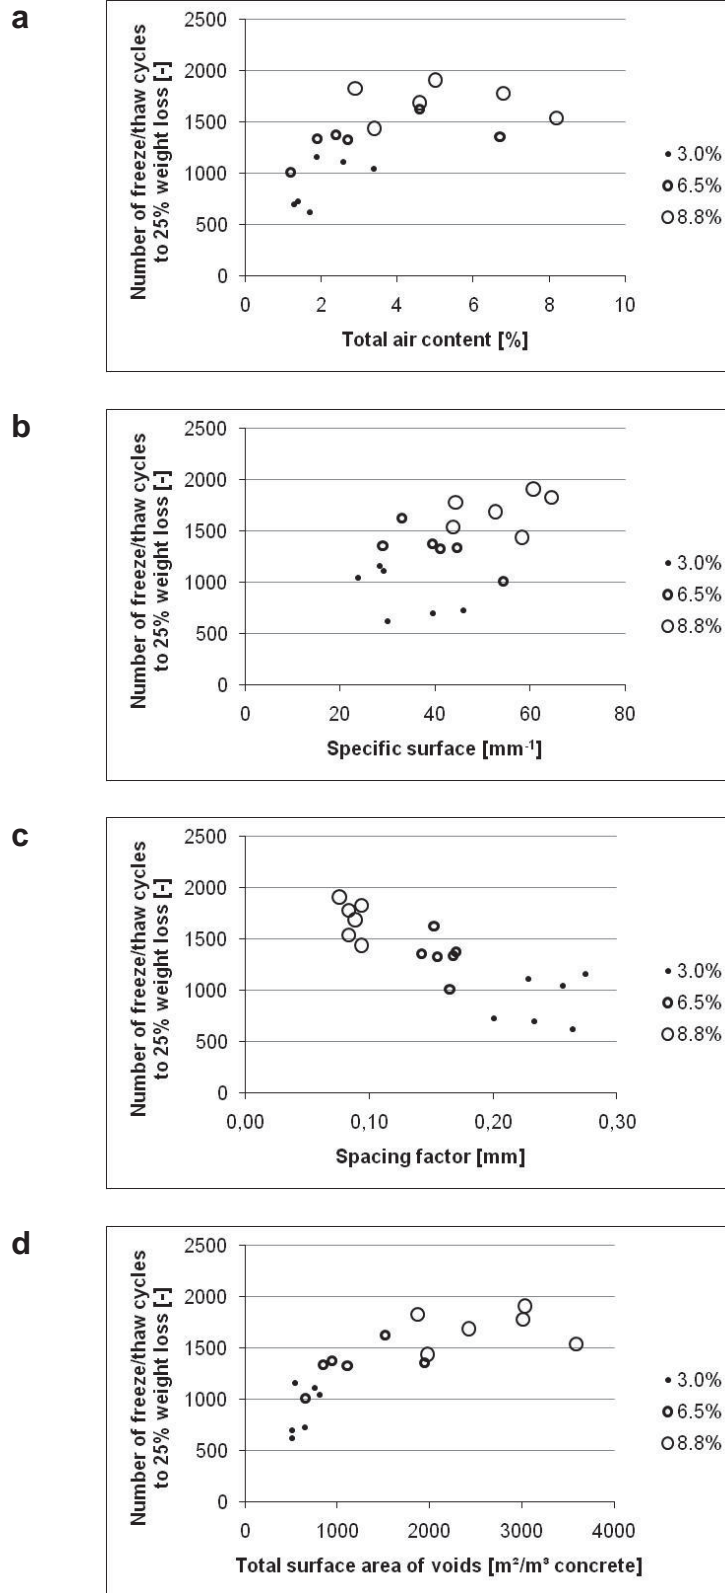 a
Number of freeze/thaw cycles
to 25% weight loss [-]
2500
2000
1500
1000
500
0
0 2 4 6 8 10
Total air content [%]
3.0%
6.5%
8.8%
b
Number of freeze/thaw cycles
to 25% weight loss [-]
2500
2000
1500
1000
500
0
0 20 40 60 80
Specific surface [mm⁻¹]
3.0%
6.5%
8.8%
c
Number of freeze/thaw cycles
to 25% weight loss [-]
2500
2000
1500
1000
500
0
0,00 0,10 0,20 0,30
Spacing factor [mm]
3.0%
6.5%
8.8%
d
Number of freeze/thaw cycles
to 25% weight loss [-]
2500
2000
1500
1000
500
0
0 1000 2000 3000 4000
Total surface area of voids [m²/m³ concrete]
3.0%
6.5%
8.8%